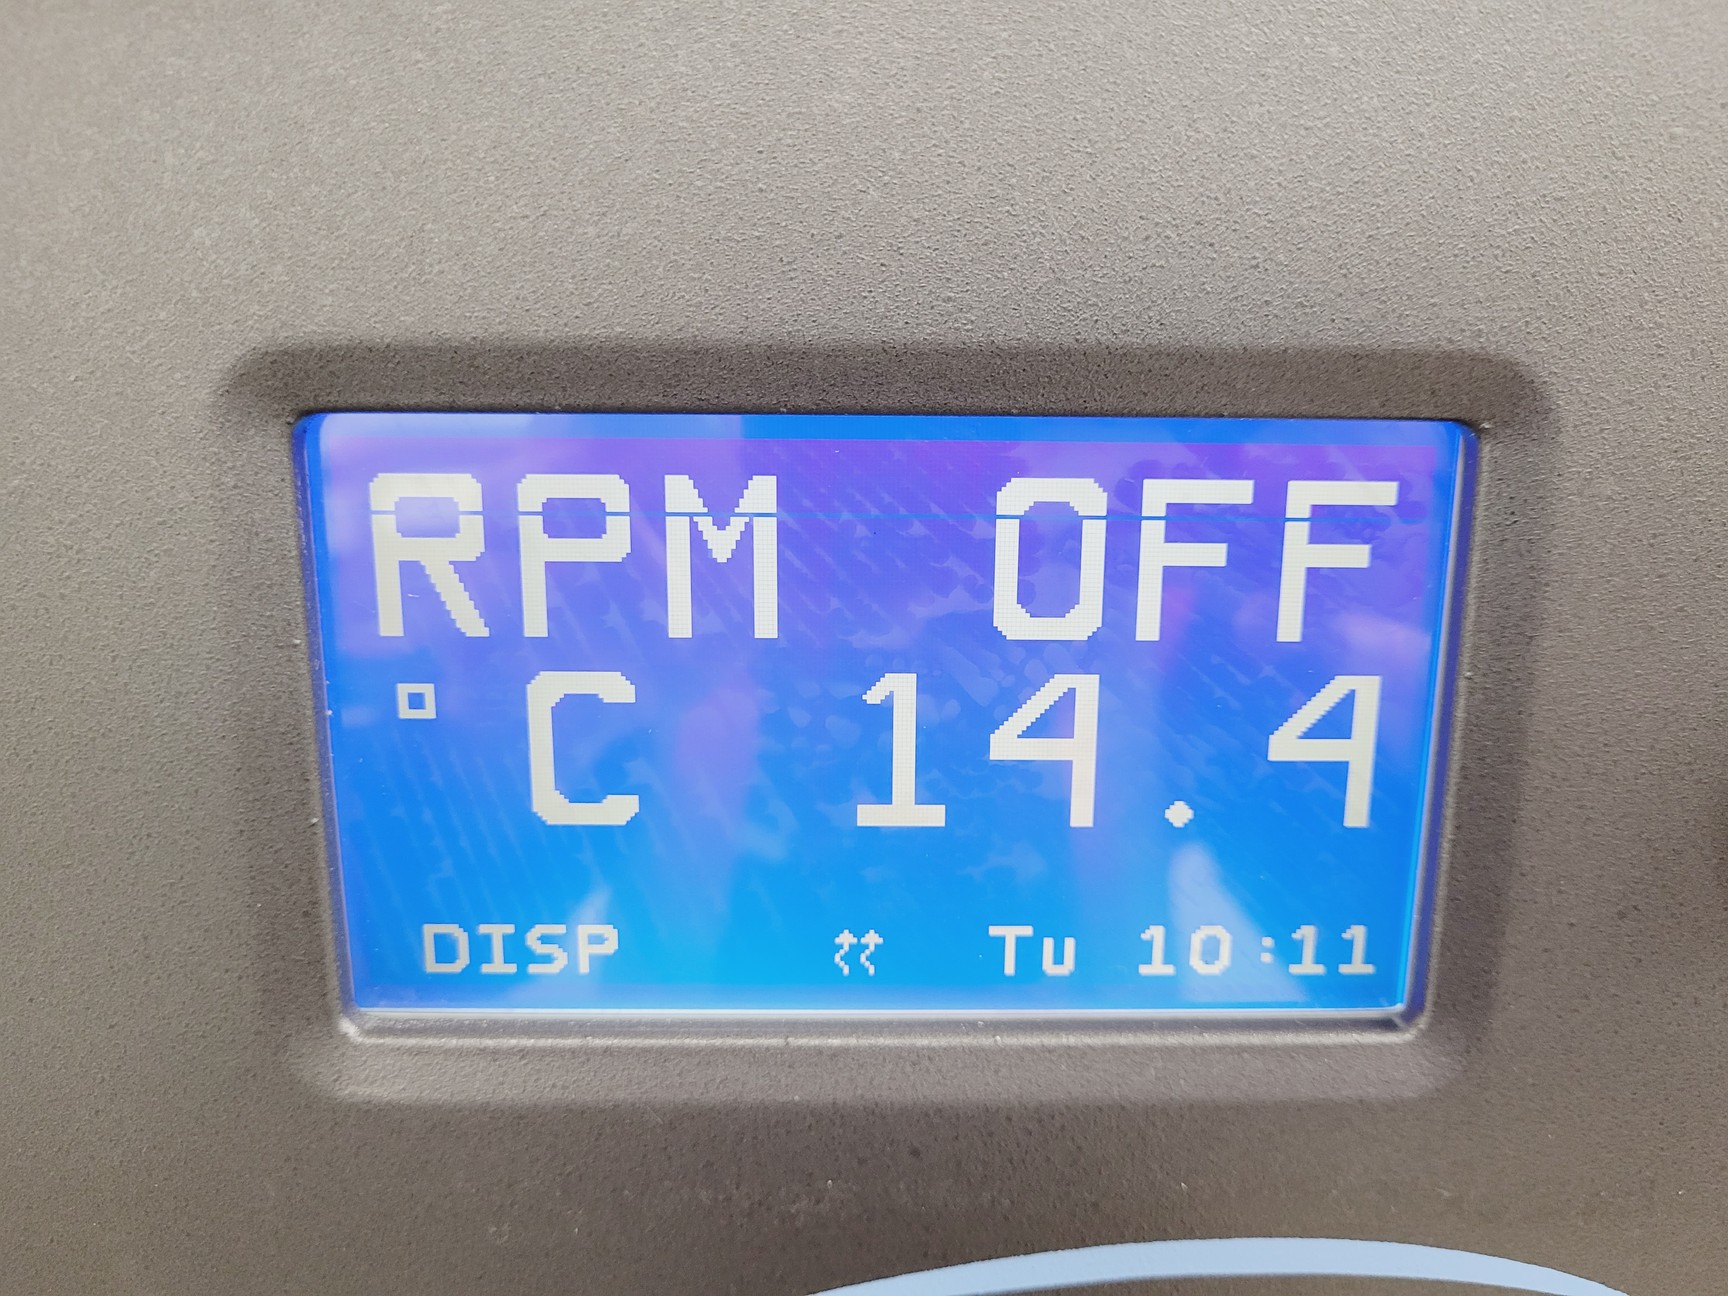 RPM OFF
°C 14.4
DISP Tu 10:11